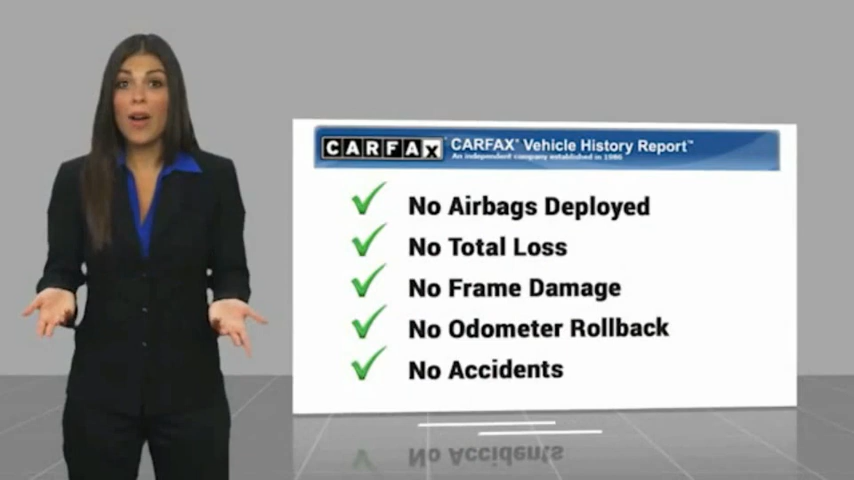 CARFAX CARFAX® Vehicle History Report™
An independent company established in 1986
No Airbags Deployed
No Total Loss
No Frame Damage
No Odometer Rollback
No Accidents
No Accidents